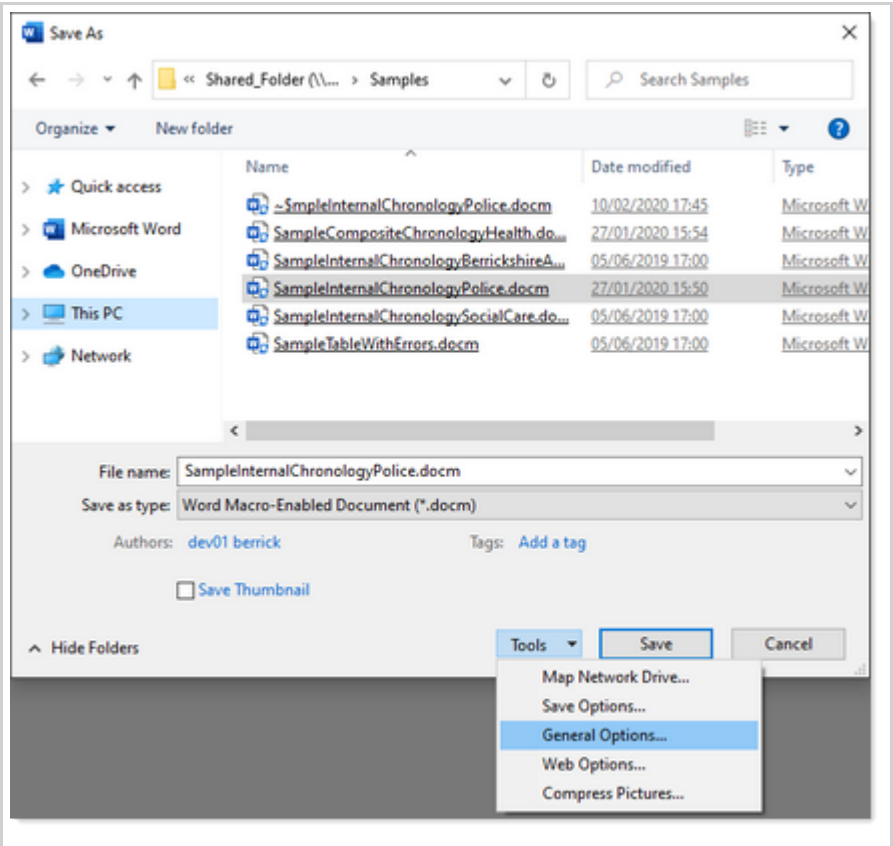 Save As
« Shared_Folder (\\... > Samples
Search Samples
Organize New folder
Name Date modified Type
Quick access
Microsoft Word
OneDrive
This PC
Network
~$mpleInternalChronologyPolice.docm 10/02/2020 17:45 Microsoft W
SampleCompositeChronologyHealth.do... 27/01/2020 15:54 Microsoft W
SampleInternalChronologyBerrickshireA... 05/06/2019 17:00 Microsoft W
SampleInternalChronologyPolice.docm 27/01/2020 15:50 Microsoft W
SampleInternalChronologySocialCare.do... 05/06/2019 17:00 Microsoft W
SampleTableWithErrors.docm 05/06/2019 17:00 Microsoft W
File name: SampleInternalChronologyPolice.docm
Save as type: Word Macro-Enabled Document (*.docm)
Authors: dev01 berrick Tags: Add a tag
Save Thumbnail
Hide Folders Tools Save Cancel
Map Network Drive...
Save Options...
General Options...
Web Options...
Compress Pictures...